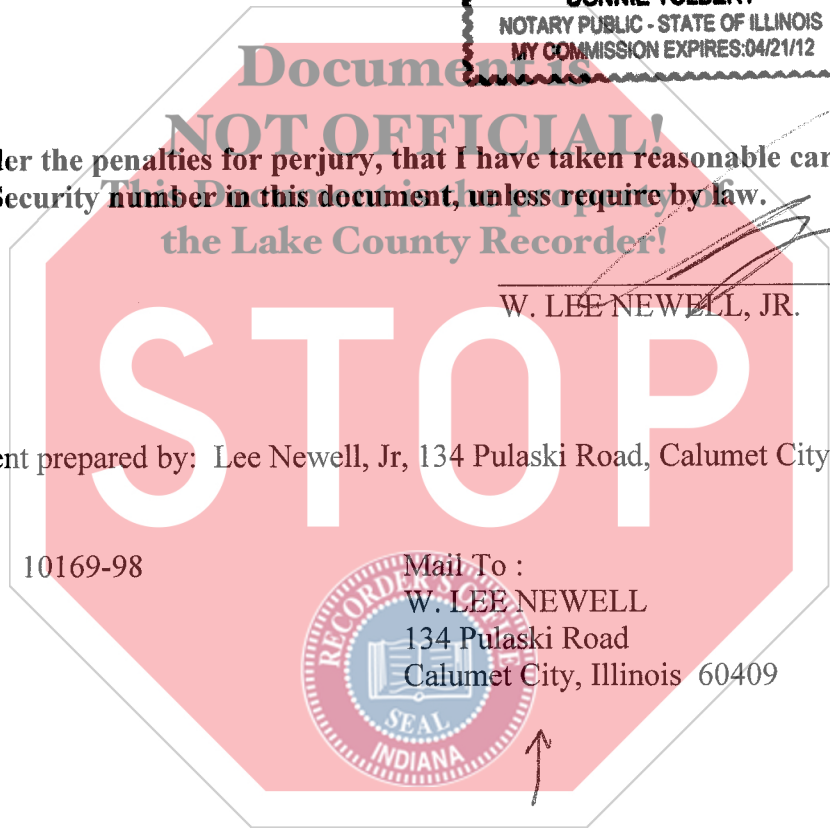 NOTARY PUBLIC - STATE OF ILLINOIS
MY COMMISSION EXPIRES:04/21/12
Document is
NOT OFFICIAL!
This Document is the property of
the Lake County Recorder!
der the penalties for perjury, that I have taken reasonable car
Security number in this document, unless require by law.
W. LEE NEWELL, JR.
STOP
ent prepared by: Lee Newell, Jr, 134 Pulaski Road, Calumet City
10169-98
Mail To :
W. LEE NEWELL
134 Pulaski Road
Calumet City, Illinois 60409
RECORDER'S OFFICE
SEAL
INDIANA